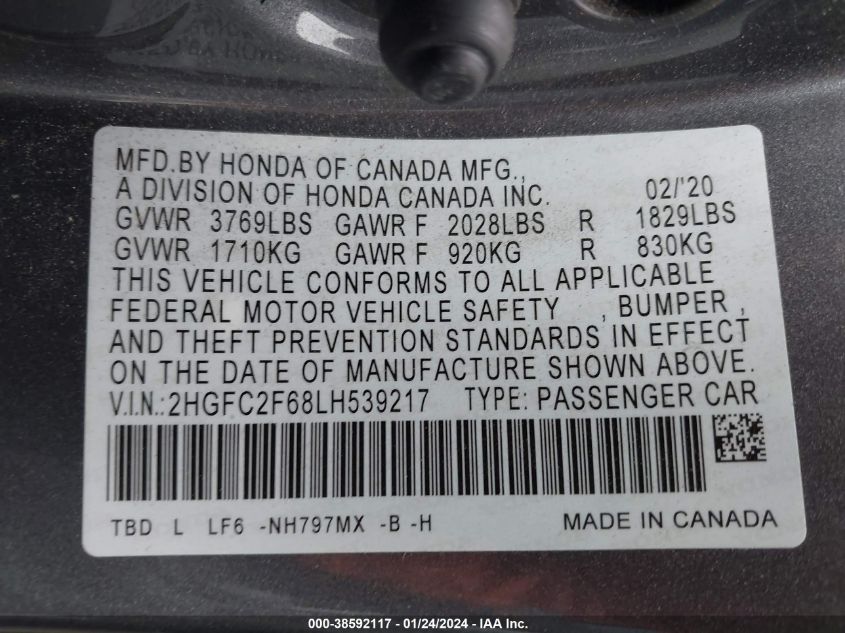 MFD.BY HONDA OF CANADA MFG.,
A DIVISION OF HONDA CANADA INC. 02/'20
GVWR 3769LBS GAWR F 2028LBS R 1829LBS
GVWR 1710KG GAWR F 920KG R 830KG
THIS VEHICLE CONFORMS TO ALL APPLICABLE
FEDERAL MOTOR VEHICLE SAFETY , BUMPER ,
AND THEFT PREVENTION STANDARDS IN EFFECT
ON THE DATE OF MANUFACTURE SHOWN ABOVE.
V.I.N.:2HGFC2F68LH539217 TYPE: PASSENGER CAR
TBD L LF6 -NH797MX -B -H MADE IN CANADA
000-38592117 - 01/24/2024 - IAA Inc.